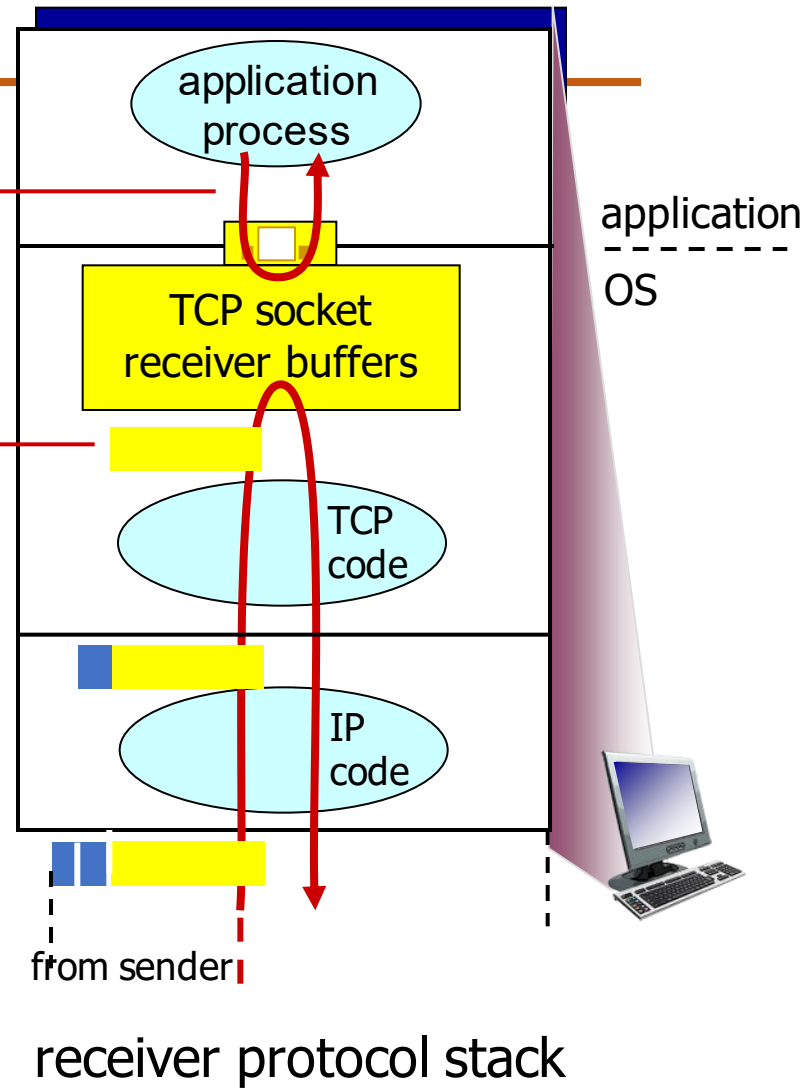 application
process
application
OS
TCP socket
receiver buffers
TCP
code
IP
code
from sender
receiver protocol stack